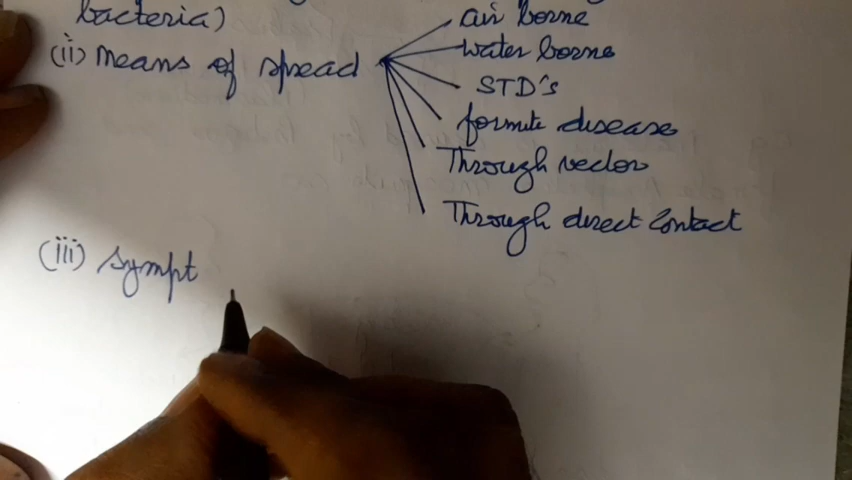 bacteria)
air borne
(ii) Means of spread
water borne
STD's
formite disease
Through vector
Through direct Contact
(iii) Sympt